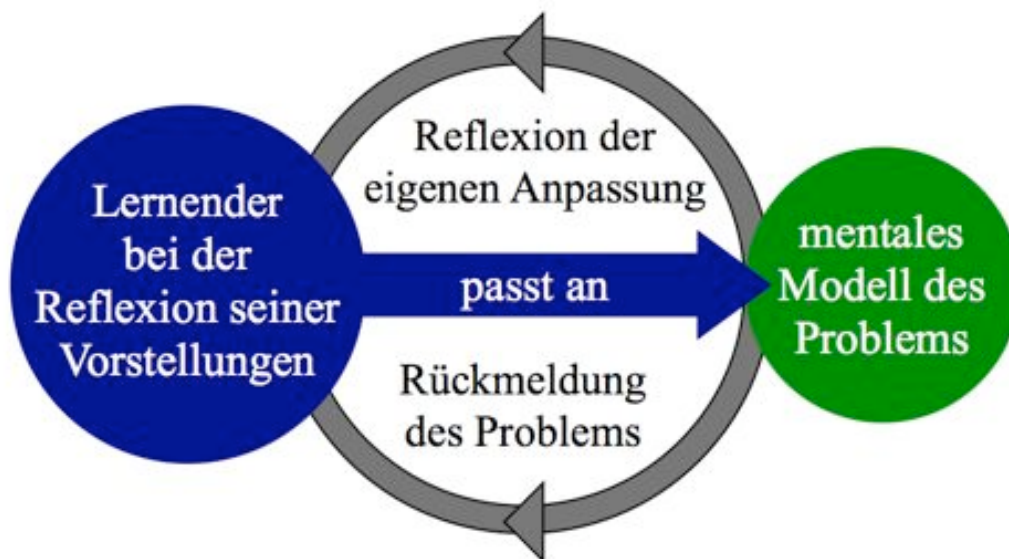 Lernender
bei der
Reflexion seiner
Vorstellungen
Reflexion der
eigenen Anpassung
passt an
Rückmeldung
des Problems
mentales
Modell des
Problems